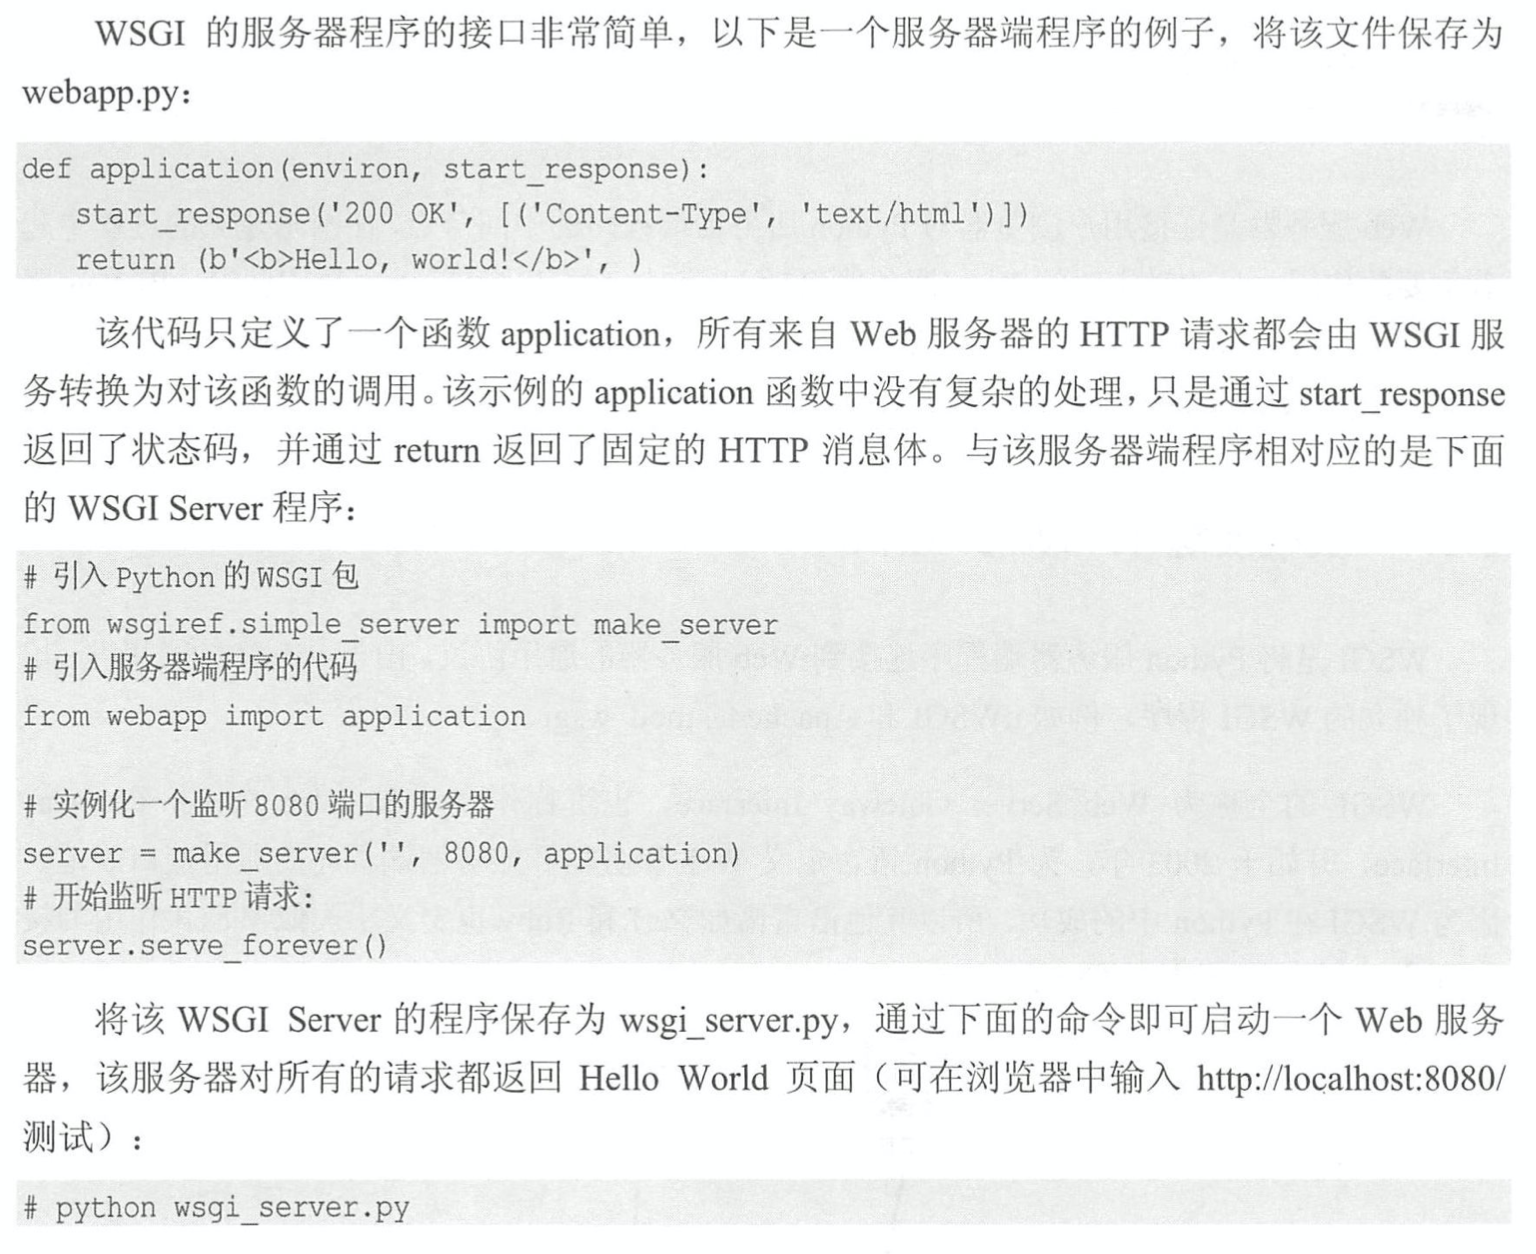 WSGI 的服务器程序的接口非常简单，以下是一个服务器端程序的例子，将该文件保存为
webapp.py：
def application(environ, start_response):
   start_response('200 OK', [('Content-Type', 'text/html')])
   return (b'<b>Hello, world!</b>', )
该代码只定义了一个函数 application，所有来自 Web 服务器的 HTTP 请求都会由 WSGI 服
务转换为对该函数的调用。该示例的 application 函数中没有复杂的处理，只是通过 start_response
返回了状态码，并通过 return 返回了固定的 HTTP 消息体。与该服务器端程序相对应的是下面
的 WSGI Server 程序：
# 引入 Python 的 WSGI 包
from wsgiref.simple_server import make_server
# 引入服务器端程序的代码
from webapp import application
# 实例化一个监听 8080 端口的服务器
server = make_server('', 8080, application)
# 开始监听 HTTP 请求:
server.serve_forever()
将该 WSGI Server 的程序保存为 wsgi_server.py，通过下面的命令即可启动一个 Web 服务
器，该服务器对所有的请求都返回 Hello World 页面（可在浏览器中输入 http://localhost:8080/
测试）：
# python wsgi_server.py